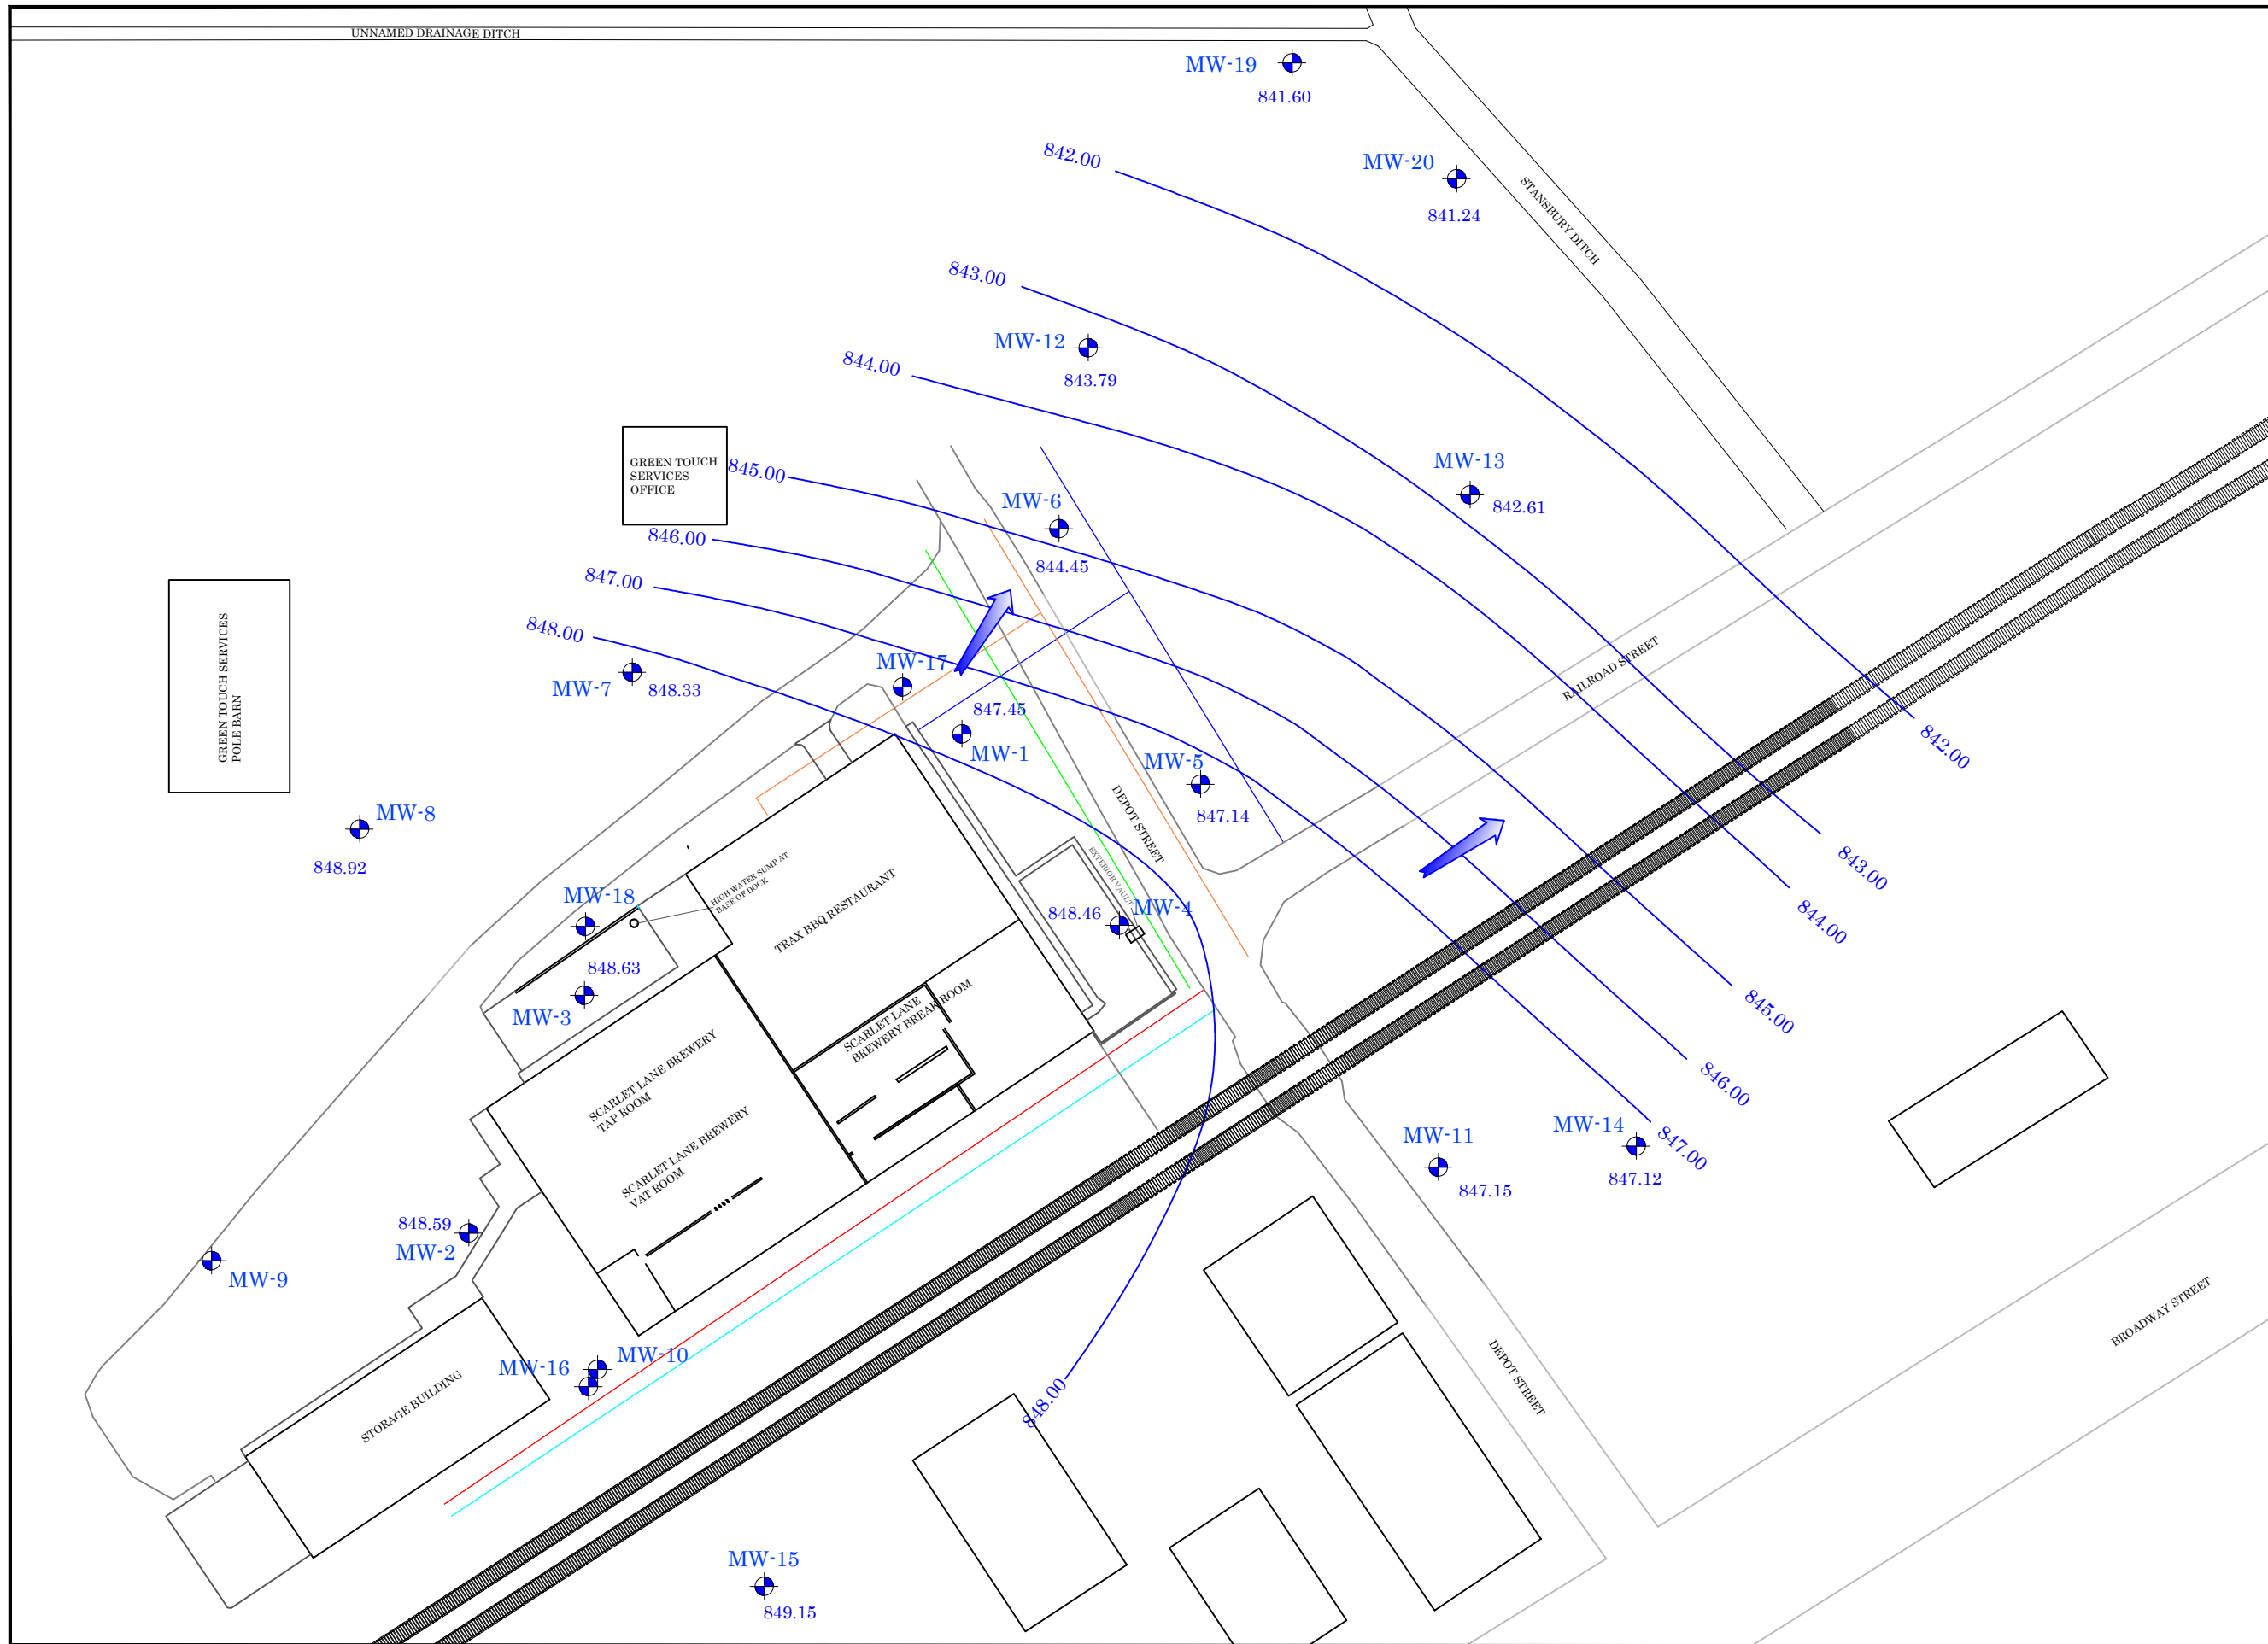 UNNAMED DRAINAGE DITCH
MW-19
841.60
842.00
MW-20
841.24
STANSBURY DITCH
843.00
MW-12
843.79
844.00
GREEN TOUCH
SERVICES
OFFICE
845.00
MW-13
842.61
MW-6
844.45
846.00
847.00
848.00
GREEN TOUCH SERVICES
POLE BARN
MW-7
848.33
MW-17
847.45
MW-1
RAILROAD STREET
842.00
MW-5
847.14
DEPOT STREET
MW-8
848.92
843.00
EXTERIOR VAULT
HIGH WATER SUMP AT
BASE OF DOCK
TRAX BBQ RESTAURANT
MW-18
848.63
MW-3
848.46
MW-4
844.00
845.00
SCARLET LANE
BREWERY BREAK ROOM
SCARLET LANE BREWERY
TAP ROOM
846.00
SCARLET LANE BREWERY
VAT ROOM
MW-11
847.15
MW-14
847.12
847.00
848.59
MW-2
MW-9
MW-16
MW-10
STORAGE BUILDING
848.00
DEPOT STREET
BROADWAY STREET
MW-15
849.15